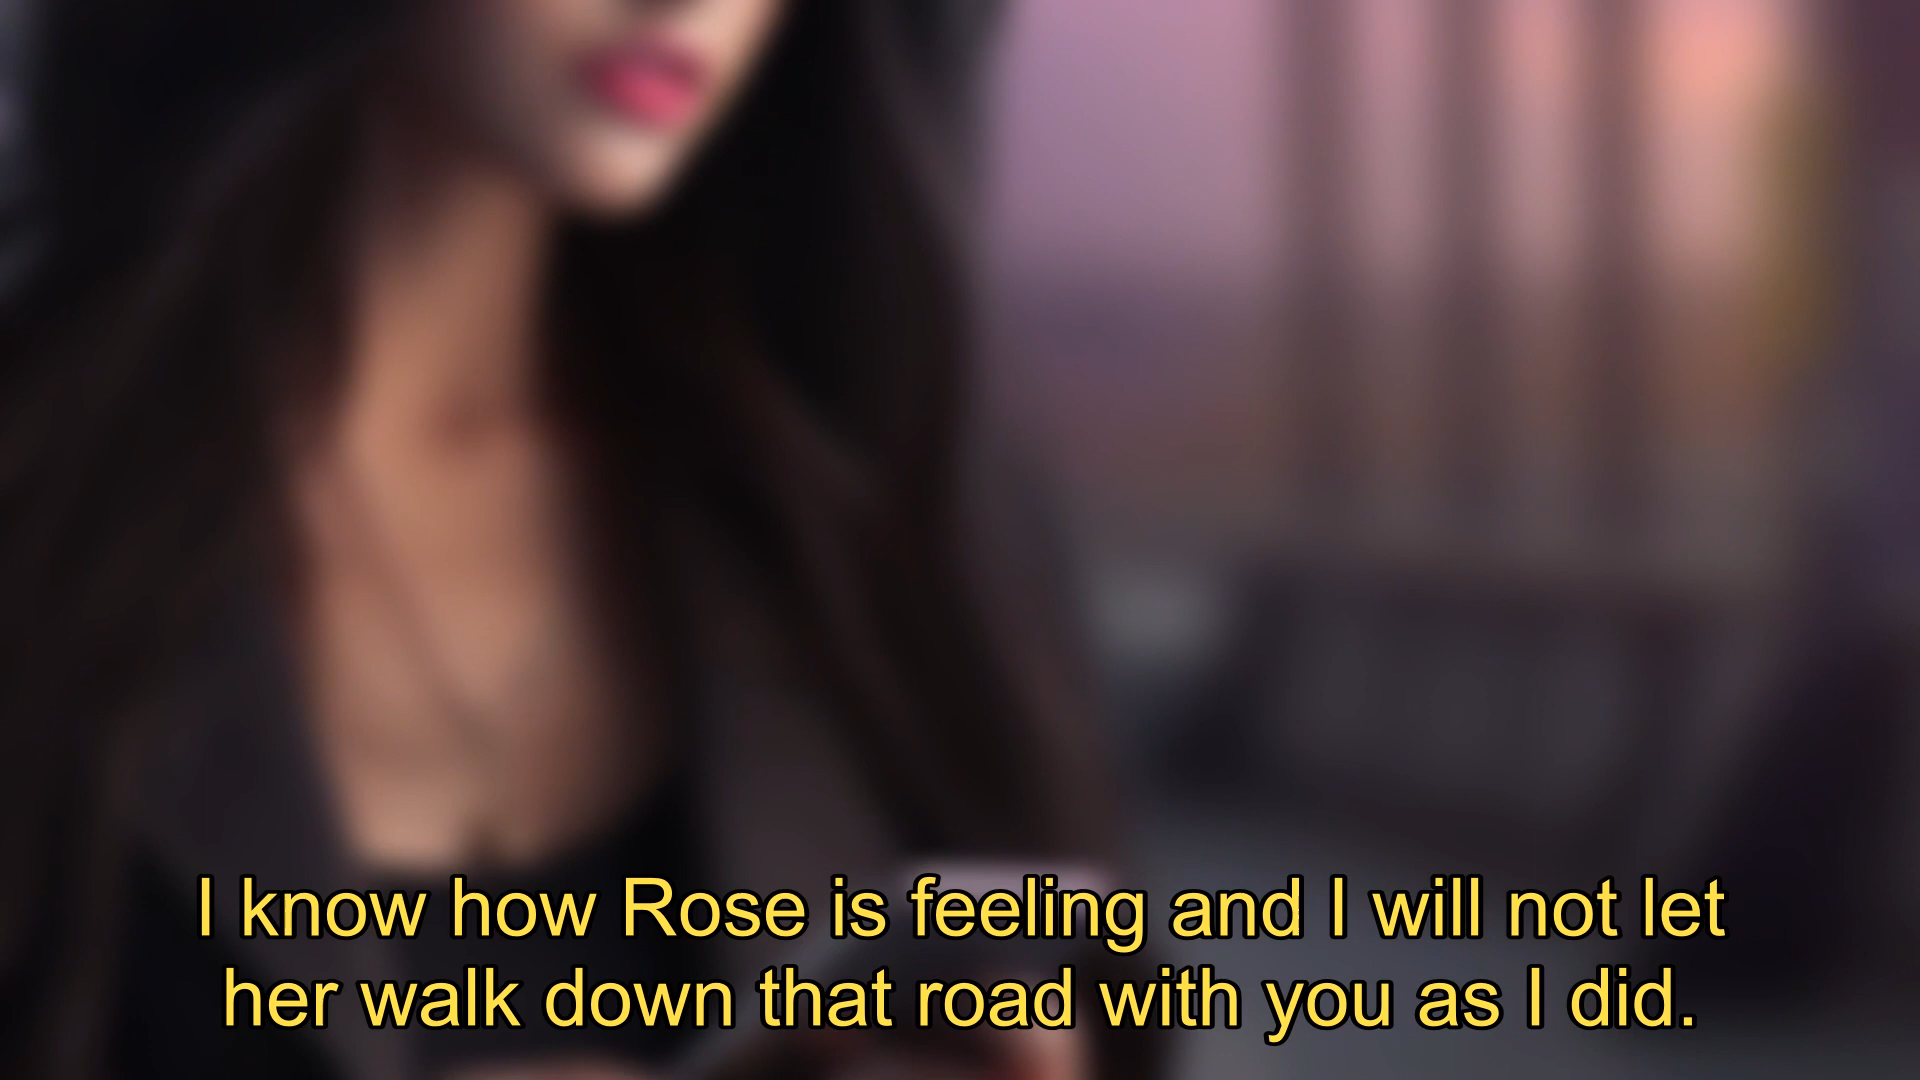 I know how Rose is feeling and I will not let
her walk down that road with you as I did.